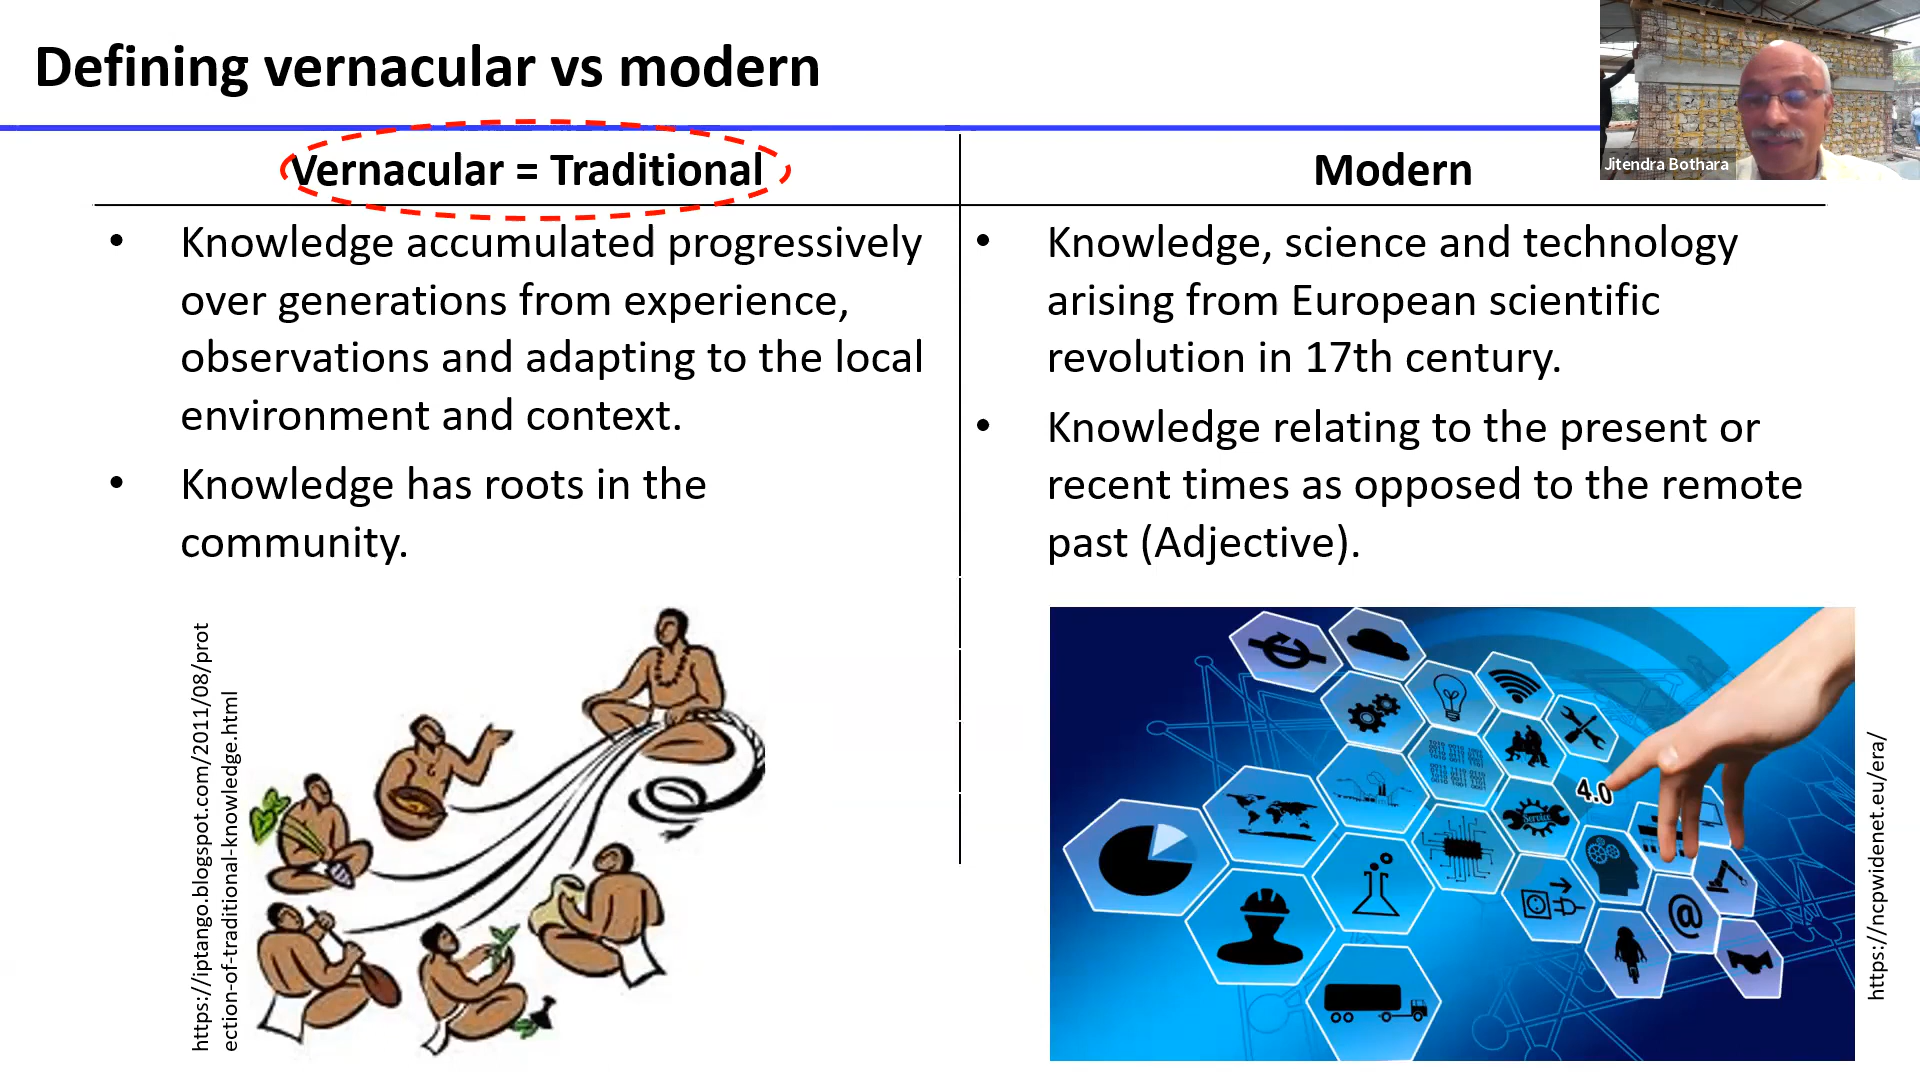 Defining vernacular vs modern
Jitendra Bothara
Vernacular = Traditional
• Knowledge accumulated progressively
over generations from experience,
observations and adapting to the local
environment and context.
• Knowledge has roots in the
community.
Modern
• Knowledge, science and technology
arising from European scientific
revolution in 17th century.
• Knowledge relating to the present or
recent times as opposed to the remote
past (Adjective).
https://iptango.blogspot.com/2011/08/prot
ection-of-traditional-knowledge.html
4.0
Service
@
https://ncpwidenet.eu/era/